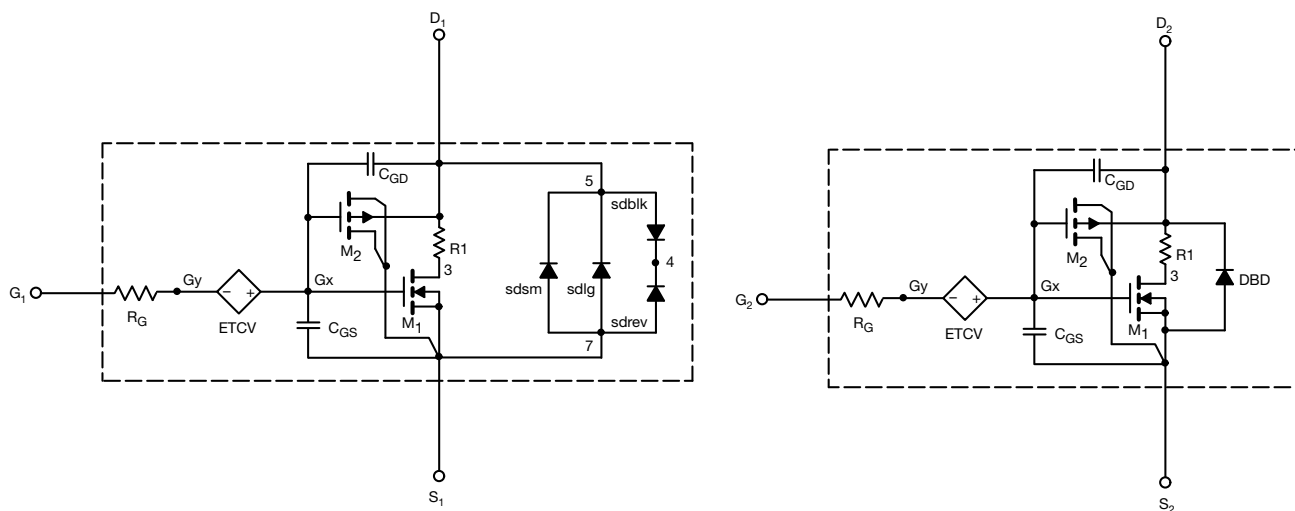 D1
CGD
5
sdblk
M2
R1
3
4
Gy
Gx
sdsm
sdlg
G1
RG
ETCV
M1
CGS
sdrev
7
S1
D2
CGD
M2
R1
3
DBD
Gy
Gx
G2
RG
ETCV
M1
CGS
S2